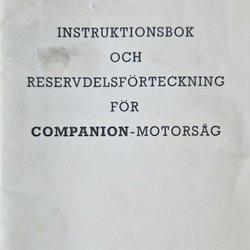 INSTRUKTIONSBOK
OCH
RESERVDELSFÖRTECKNING
FÖR
COMPANION-MOTORSÅG